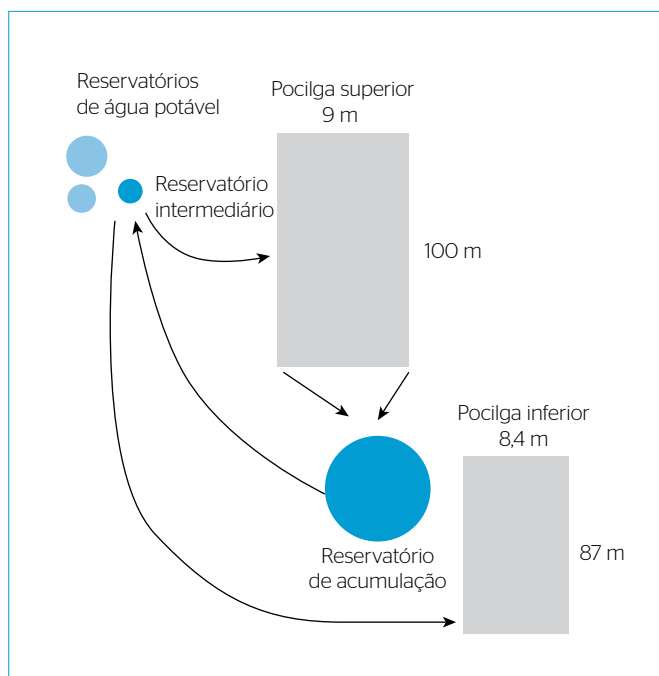 Reservatórios
de água potável
Pocilga superior
9 m
Reservatório
intermediário
100 m
Pocilga inferior
8,4 m
87 m
Reservatório
de acumulação